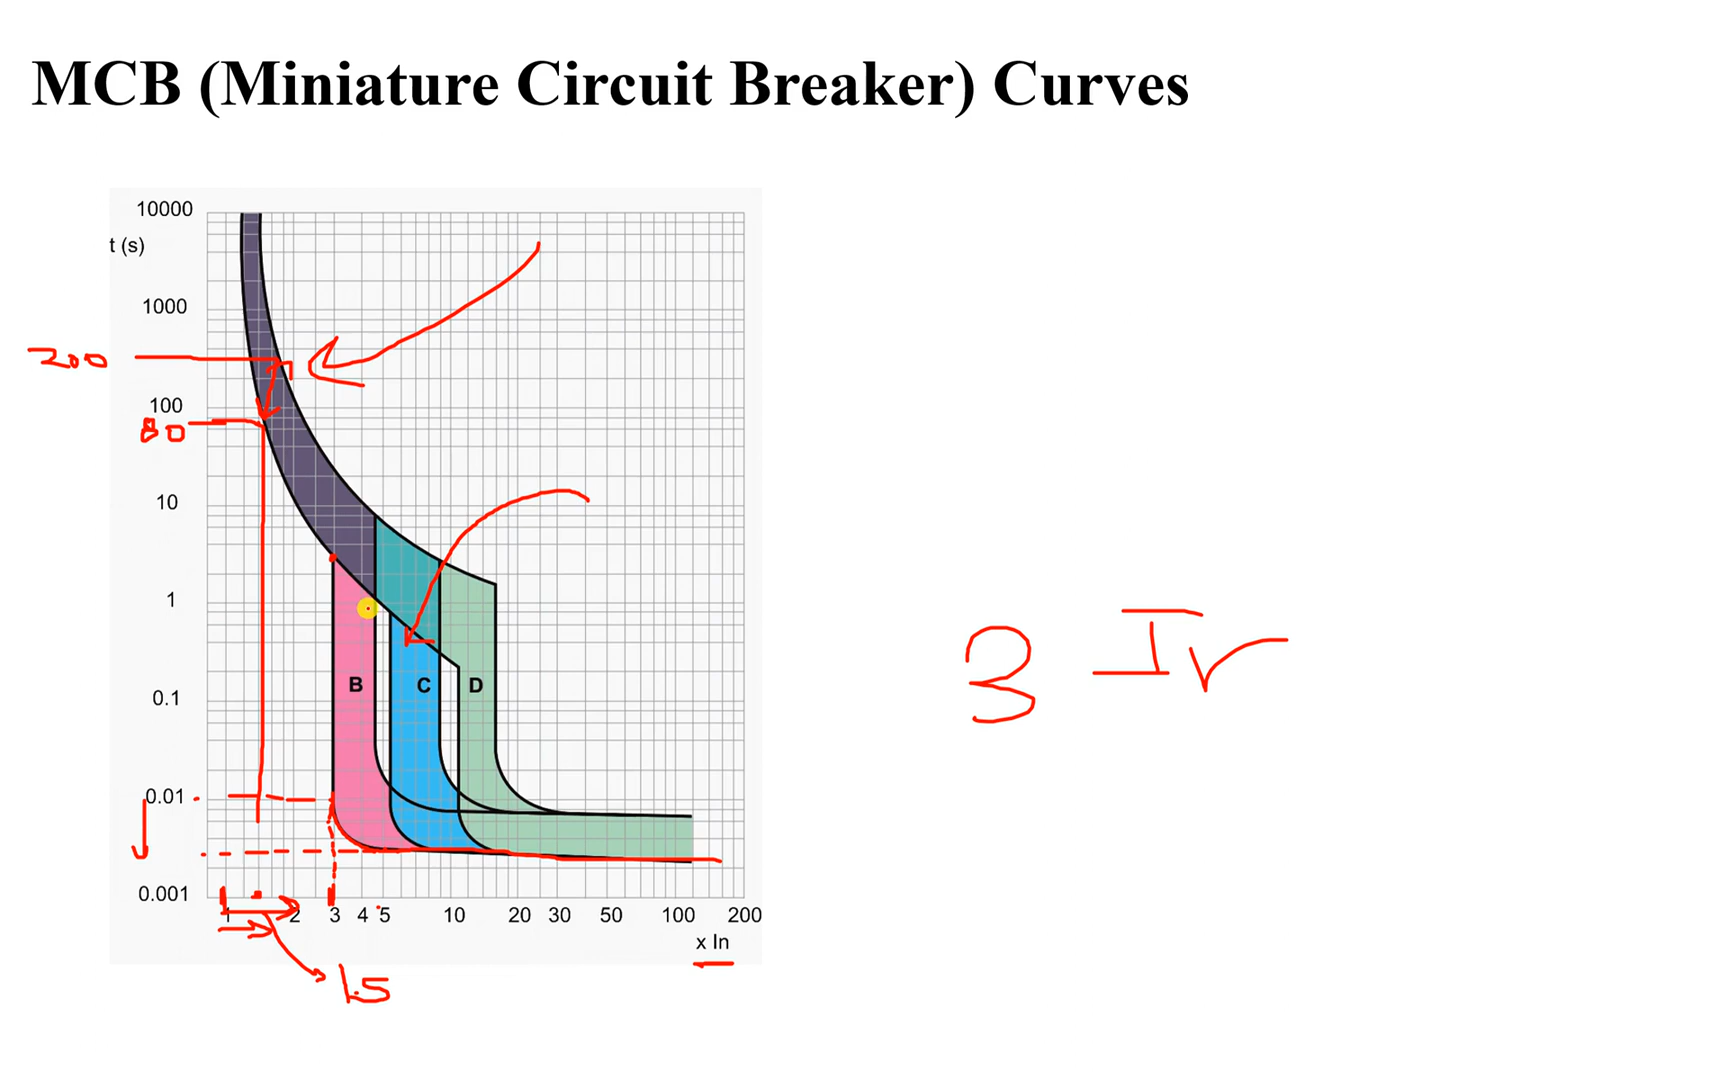 MCB (Miniature Circuit Breaker) Curves
10000
t (s)
1000
200
100
80
10
1
0.1
0.01
0.001
B C D
3 Ir
1 2 3 4 5 10 20 30 50 100 200
x In
1.5